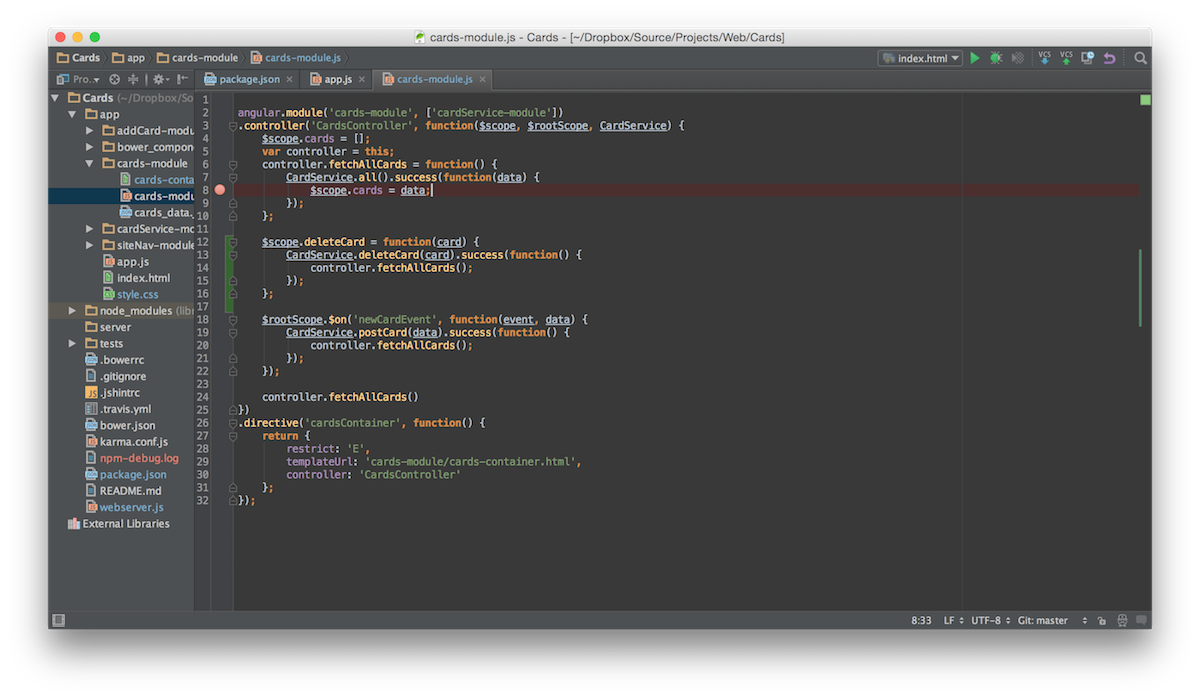 cards-module.js - Cards - [~/Dropbox/Source/Projects/Web/Cards]
Cards app cards-module cards-module.js index.html VCS VCS
Pro.. package.json × app.js × cards-module.js ×
Cards (~/Dropbox/So
app
addCard-modu
bower_compon
cards-module
cards-conta
cards-modu
cards_data.
cardService-mo
siteNav-module
app.js
index.html
style.css
node_modules (libr
server
tests
.bowerrc
.gitignore
.jshintrc
.travis.yml
bower.json
karma.conf.js
npm-debug.log
package.json
README.md
webserver.js
External Libraries
1
2 angular.module('cards-module', ['cardService-module'])
3 .controller('CardsController', function($scope, $rootScope, CardService) {
4 $scope.cards = [];
5 var controller = this;
6 controller.fetchAllCards = function() {
7 CardService.all().success(function(data) {
8 $scope.cards = data;
9 });
10 };
11
12 $scope.deleteCard = function(card) {
13 CardService.deleteCard(card).success(function() {
14 controller.fetchAllCards();
15 });
16 };
17
18 $rootScope.$on('newCardEvent', function(event, data) {
19 CardService.postCard(data).success(function() {
20 controller.fetchAllCards();
21 });
22 });
23
24 controller.fetchAllCards()
25 })
26 .directive('cardsContainer', function() {
27 return {
28 restrict: 'E',
29 templateUrl: 'cards-module/cards-container.html',
30 controller: 'CardsController'
31 };
32 });
8:33 LF UTF-8 Git: master